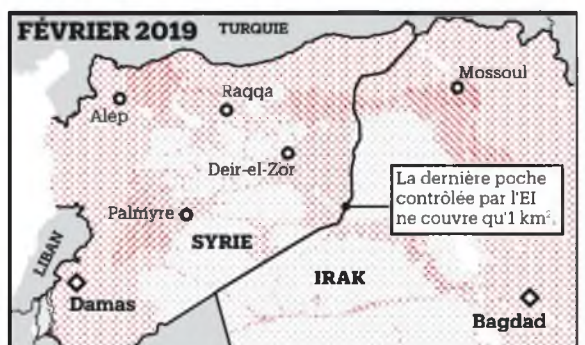 FÉVRIER 2019
TURQUIE
Mossoul
Raqqa
Alep
Deir-el-Zor
La dernière poche
contrôlée par l'EI
ne couvre qu'1 km².
Palmyre
SYRIE
LIBAN
IRAK
Damas
Bagdad